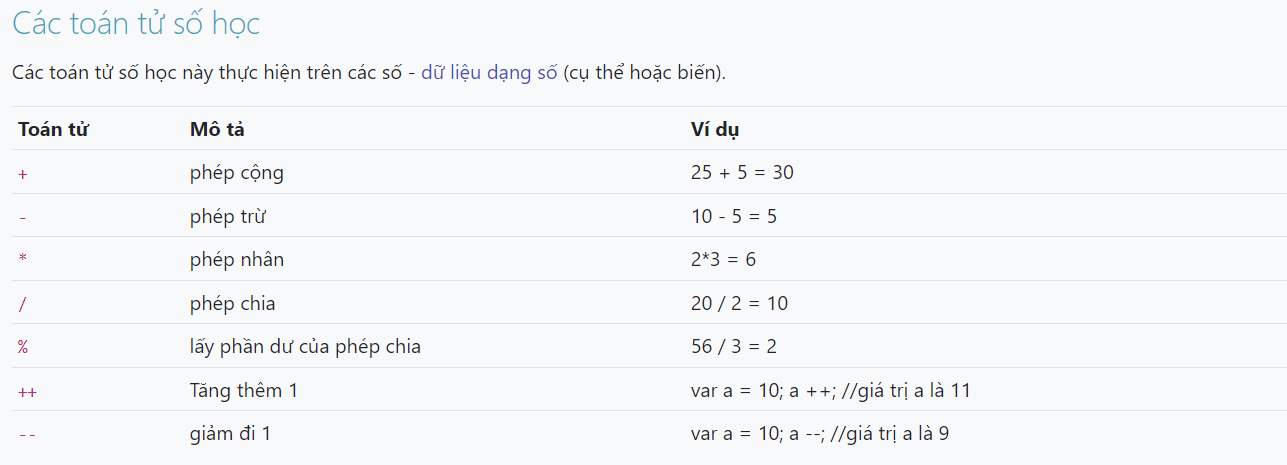 Các toán tử số học
Các toán tử số học này thực hiện trên các số - dữ liệu dạng số (cụ thể hoặc biến).
Toán tử Mô tả Ví dụ
+ phép cộng 25 + 5 = 30
- phép trừ 10 - 5 = 5
* phép nhân 2*3 = 6
/ phép chia 20 / 2 = 10
% lấy phần dư của phép chia 56 / 3 = 2
++ Tăng thêm 1 var a = 10; a ++; //giá trị a là 11
-- giảm đi 1 var a = 10; a --; //giá trị a là 9